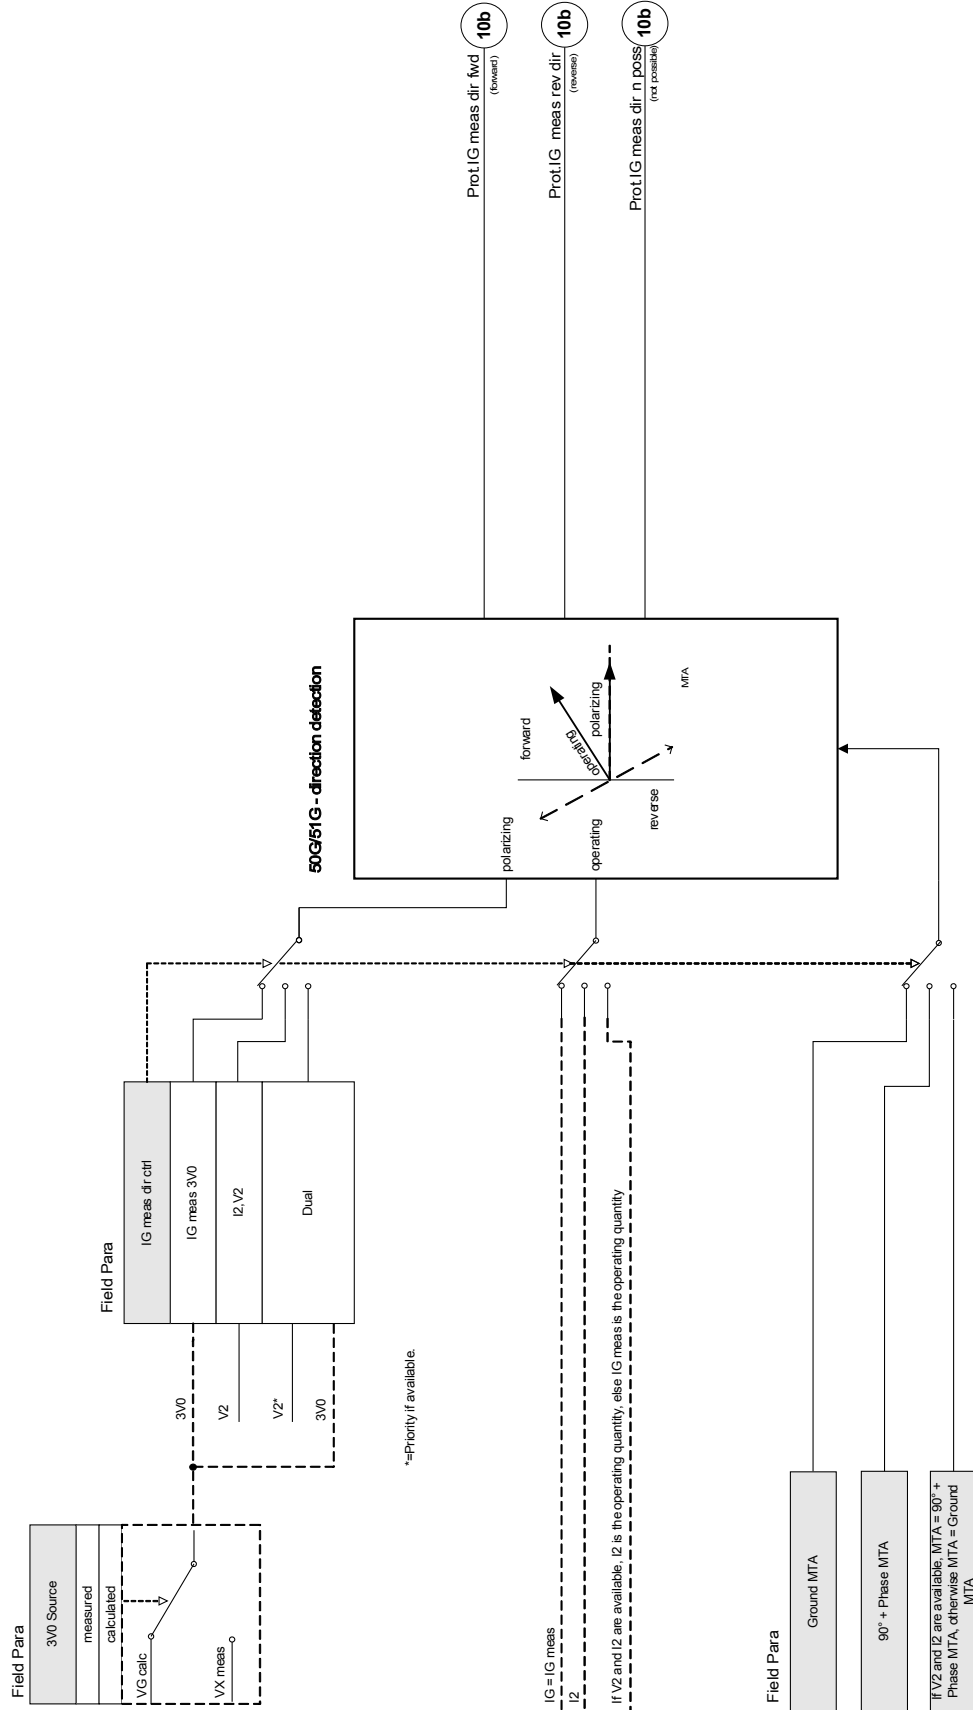 Field Para
3V0 Source
measured
calculated
VG calc
VX meas
Field Para
IG meas dir ctrl
IG meas 3V0
I2,V2
Dual
3V0
V2
V2*
3V0
*=Priority if available.
50G/51G - direction detection
polarizing
operating
forward
reverse
operating
polarizing
MTA
Prot.IG meas dir fwd
(forward)
10b
Prot.IG meas rev dir
(reverse)
10b
Prot.IG meas dir n poss
(not possible)
10b
IG = IG meas
I2
If V2 and I2 are available, I2 is the operating quantity, else IG meas is the operating quantity
Field Para
Ground MTA
90° + Phase MTA
If V2 and I2 are available, MTA = 90° +
Phase MTA, otherwise MTA = Ground
MTA